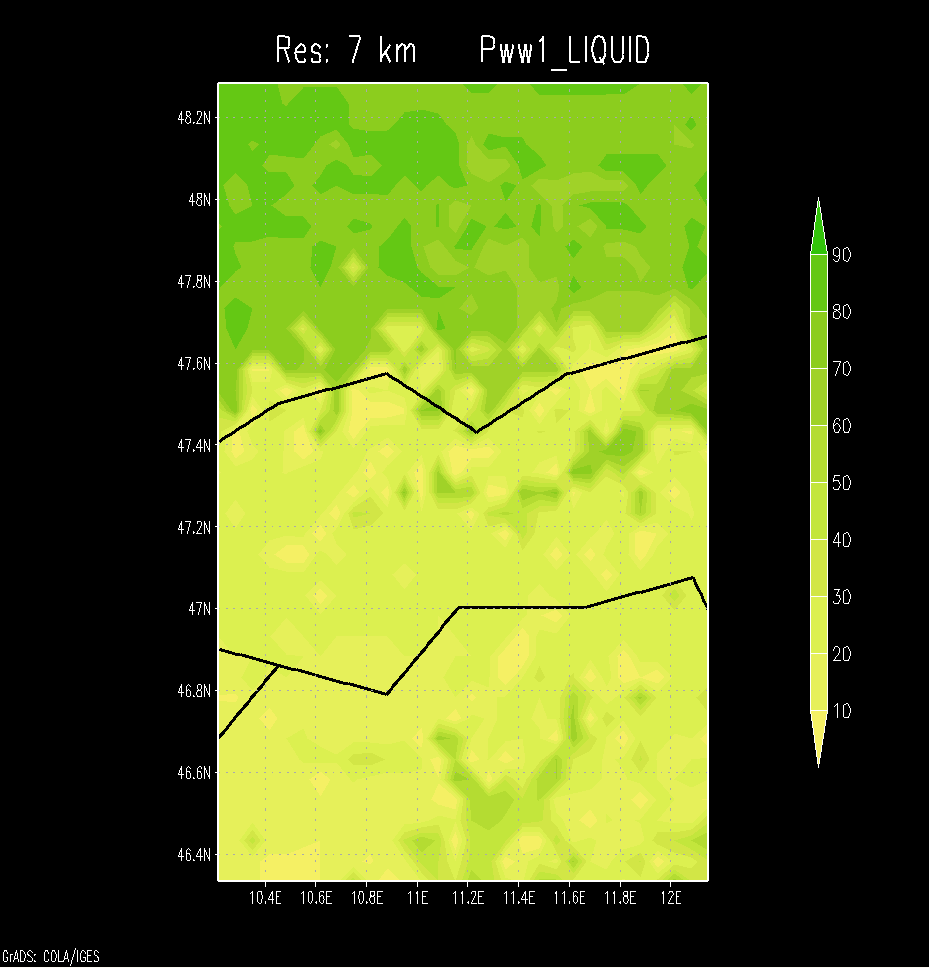 Res: 7 km Pww1_LIQUID
48.2N
48N
47.8N
47.6N
47.4N
47.2N
47N
46.8N
46.6N
46.4N
10.4E 10.6E 10.8E 11E 11.2E 11.4E 11.6E 11.8E 12E
90
80
70
60
50
40
30
20
10
GrADS: COLA/IGES